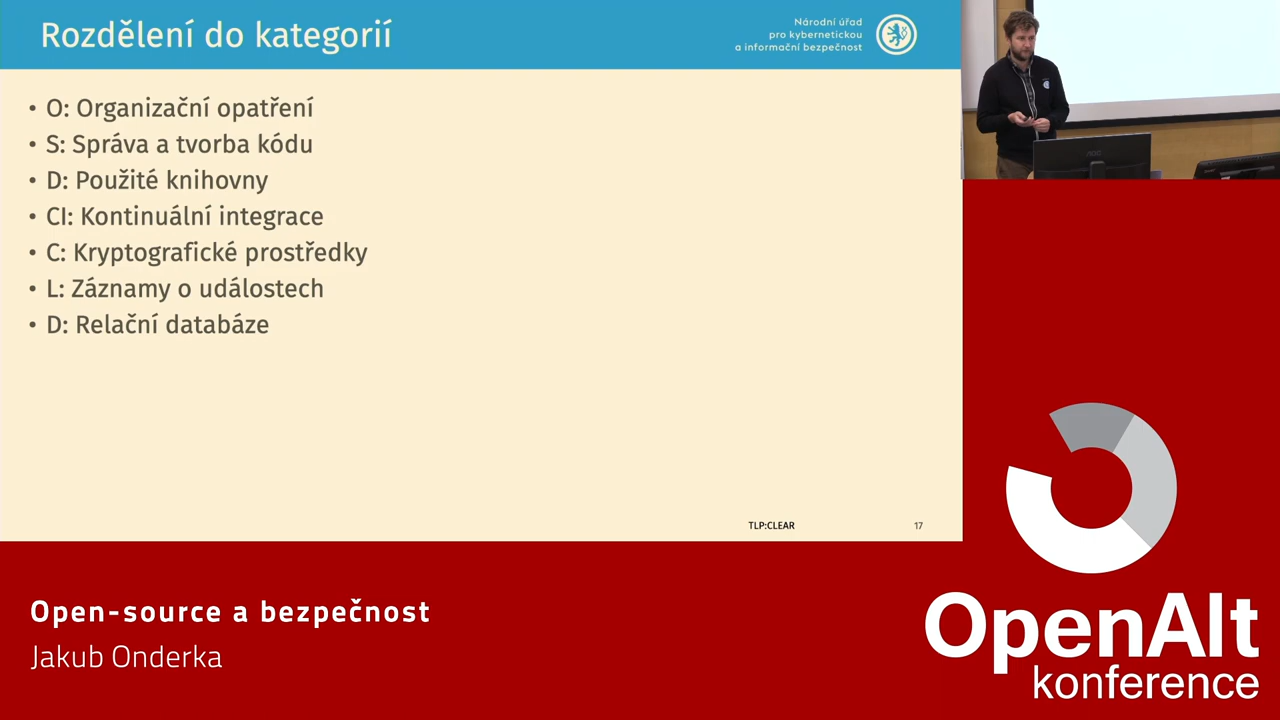 Rozdělení do kategorií
Národní úřad
pro kybernetickou
a informační bezpečnost
• O: Organizační opatření
• S: Správa a tvorba kódu
• D: Použité knihovny
• CI: Kontinuální integrace
• C: Kryptografické prostředky
• L: Záznamy o událostech
• D: Relační databáze
TLP:CLEAR
17
AOC
Open-source a bezpečnost
Jakub Onderka
OpenAlt
konference